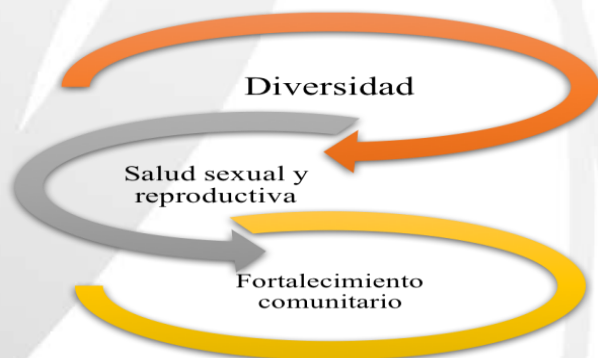 Diversidad
Salud sexual y
reproductiva
Fortalecimiento
comunitario